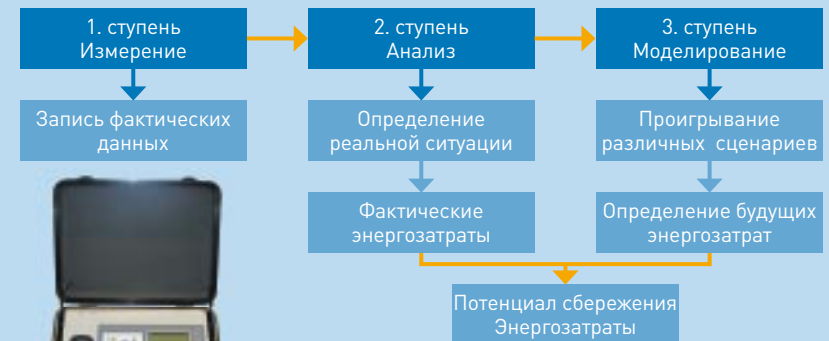 1. ступень
Измерение
2. ступень
Анализ
3. ступень
Моделирование
Запись фактических
данных
Определение
реальной ситуации
Проигрывание
различных сценариев
Фактические
энергозатраты
Определение будущих
энергозатрат
Потенциал сбережения
Энергозатраты